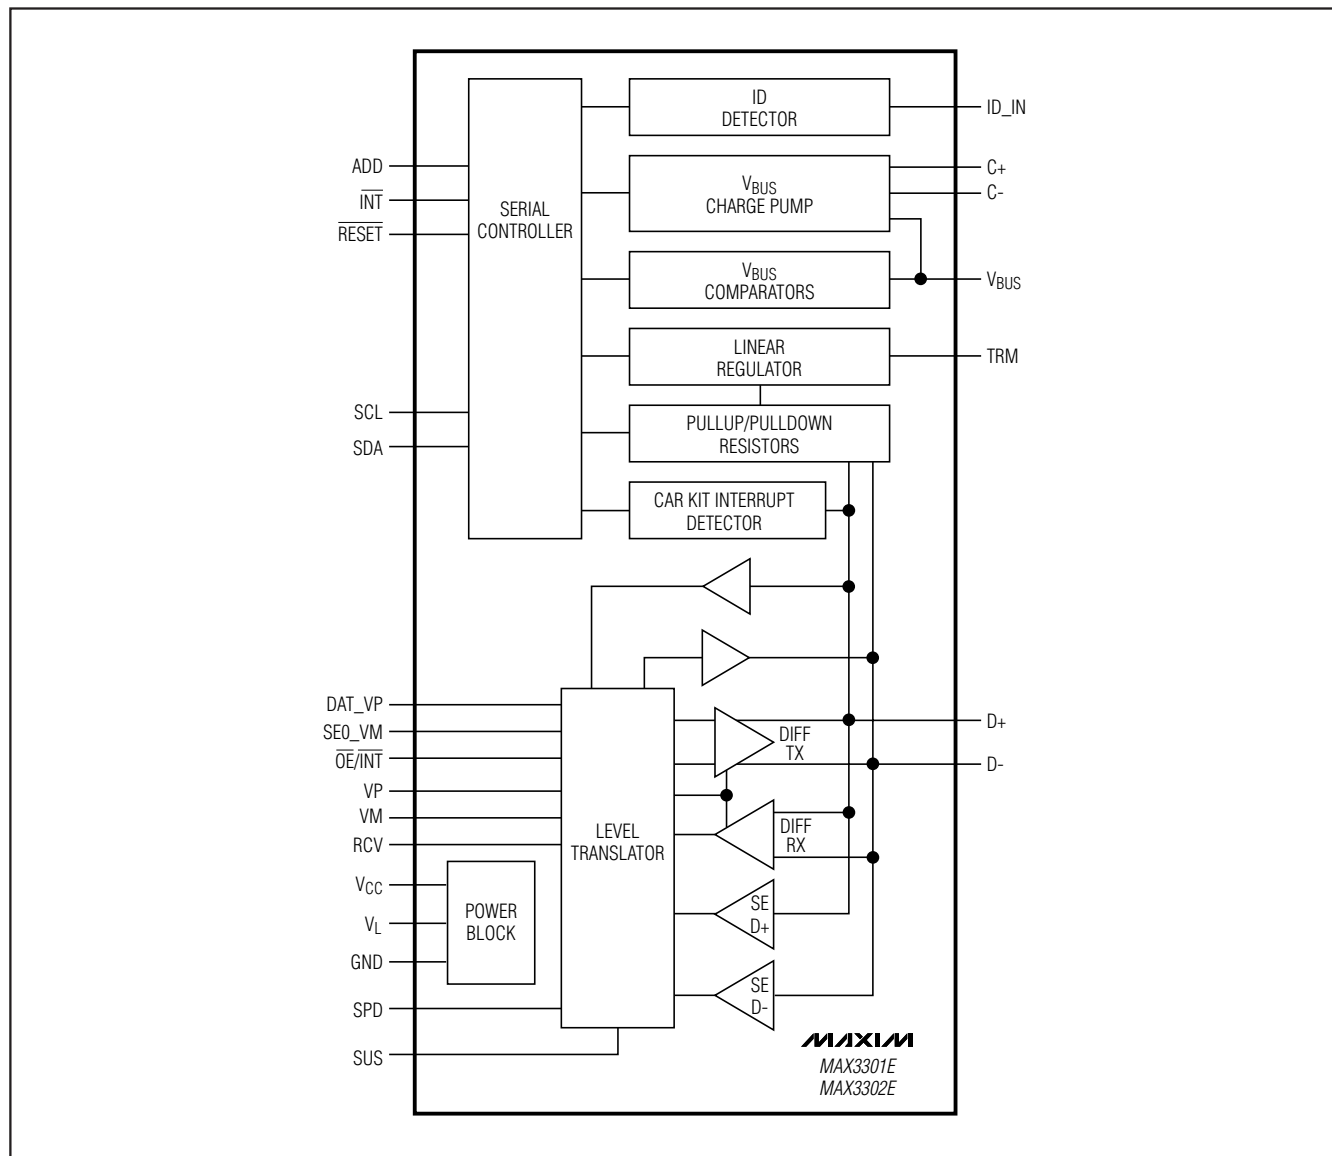 ID
DETECTOR
ID_IN
ADD
INT
RESET
SERIAL
CONTROLLER
VBUS
CHARGE PUMP
C+
C-
VBUS
COMPARATORS
VBUS
LINEAR
REGULATOR
TRM
SCL
SDA
PULLUP/PULLDOWN
RESISTORS
CAR KIT INTERRUPT
DETECTOR
DAT_VP
SE0_VM
OE/INT
VP
VM
RCV
LEVEL
TRANSLATOR
DIFF
TX
D+
D-
DIFF
RX
VCC
VL
GND
POWER
BLOCK
SE
D+
SE
D-
SPD
SUS
MAXIM
MAX3301E
MAX3302E